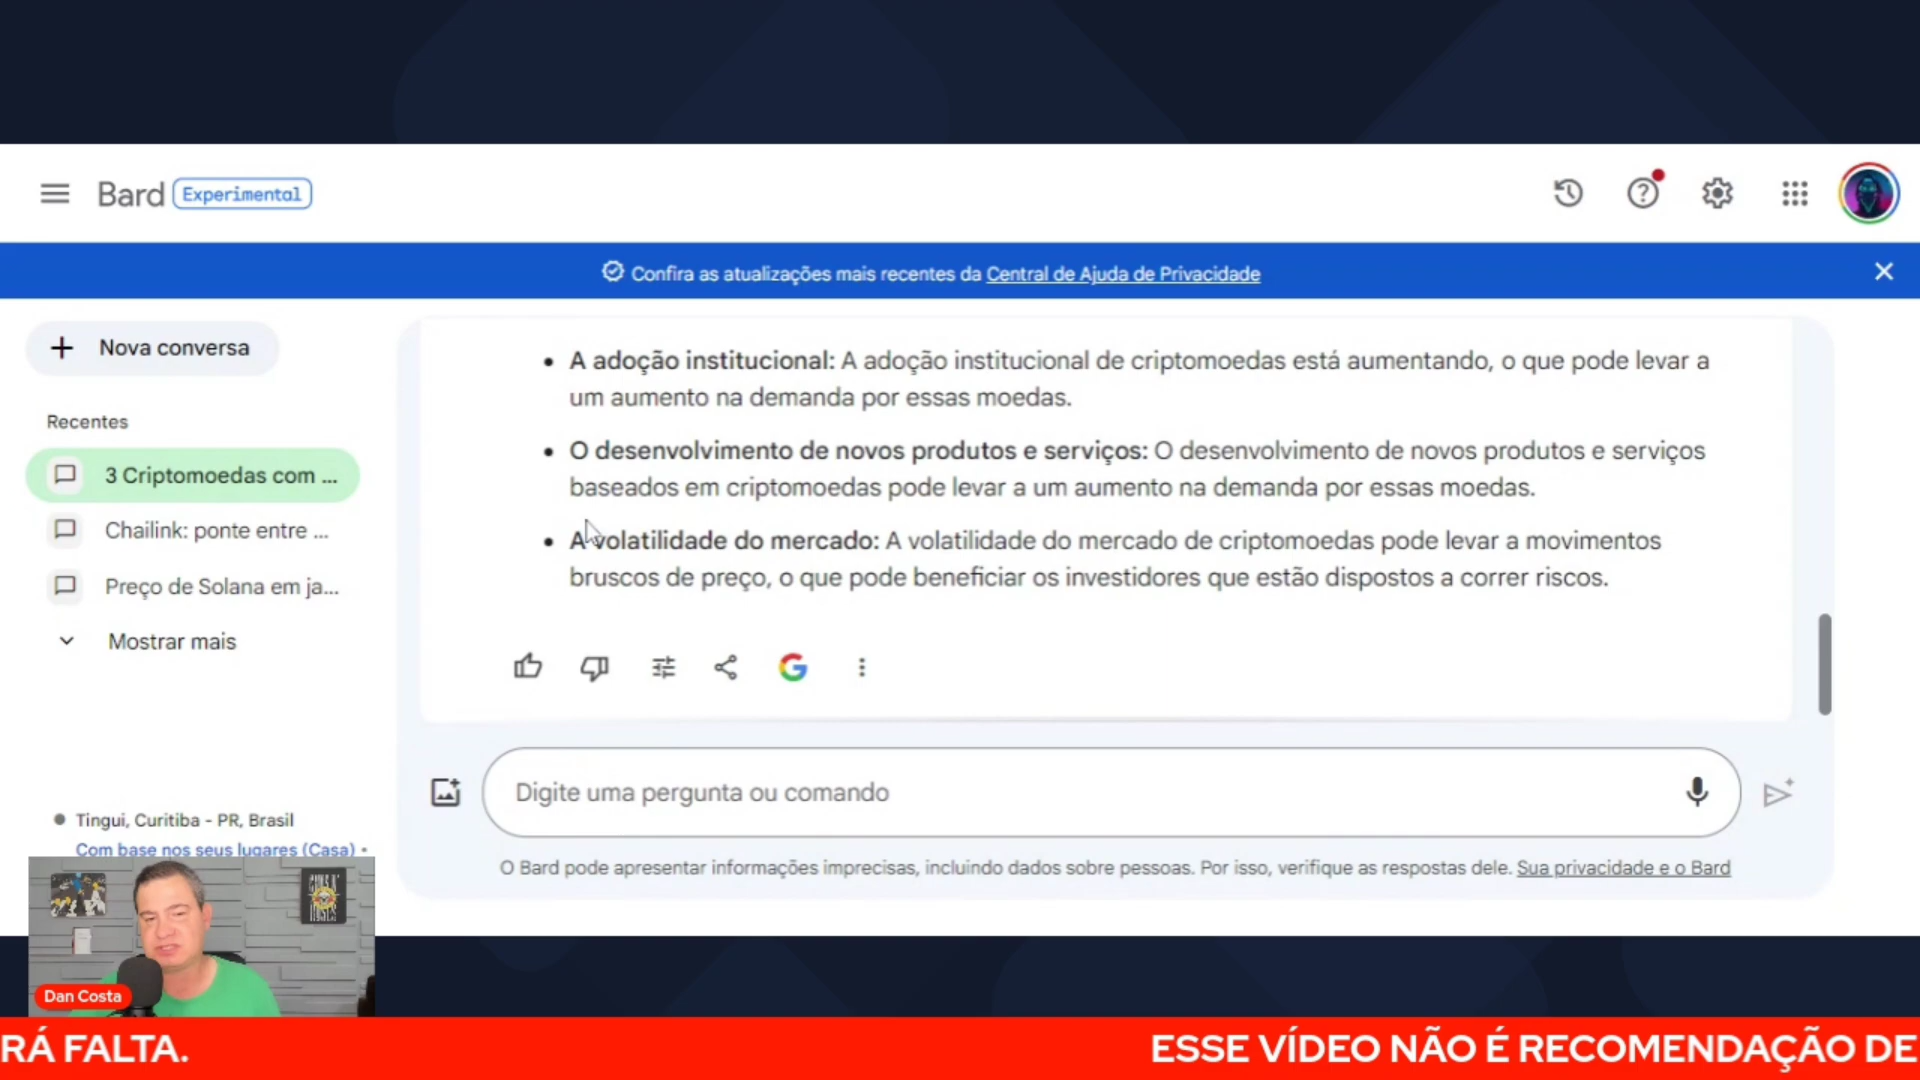 Bard Experimental
Confira as atualizações mais recentes da Central de Ajuda de Privacidade
Nova conversa
Recentes
3 Criptomoedas com ...
Chailink: ponte entre ...
Preço de Solana em ja...
Mostrar mais
Tingui, Curitiba - PR, Brasil
Com base nos seus lugares (Casa) •
• A adoção institucional: A adoção institucional de criptomoedas está aumentando, o que pode levar a
um aumento na demanda por essas moedas.
• O desenvolvimento de novos produtos e serviços: O desenvolvimento de novos produtos e serviços
baseados em criptomoedas pode levar a um aumento na demanda por essas moedas.
• A volatilidade do mercado: A volatilidade do mercado de criptomoedas pode levar a movimentos
bruscos de preço, o que pode beneficiar os investidores que estão dispostos a correr riscos.
Digite uma pergunta ou comando
O Bard pode apresentar informações imprecisas, incluindo dados sobre pessoas. Por isso, verifique as respostas dele. Sua privacidade e o Bard
Dan Costa
RÁ FALTA.
ESSE VÍDEO NÃO É RECOMENDAÇÃO DE